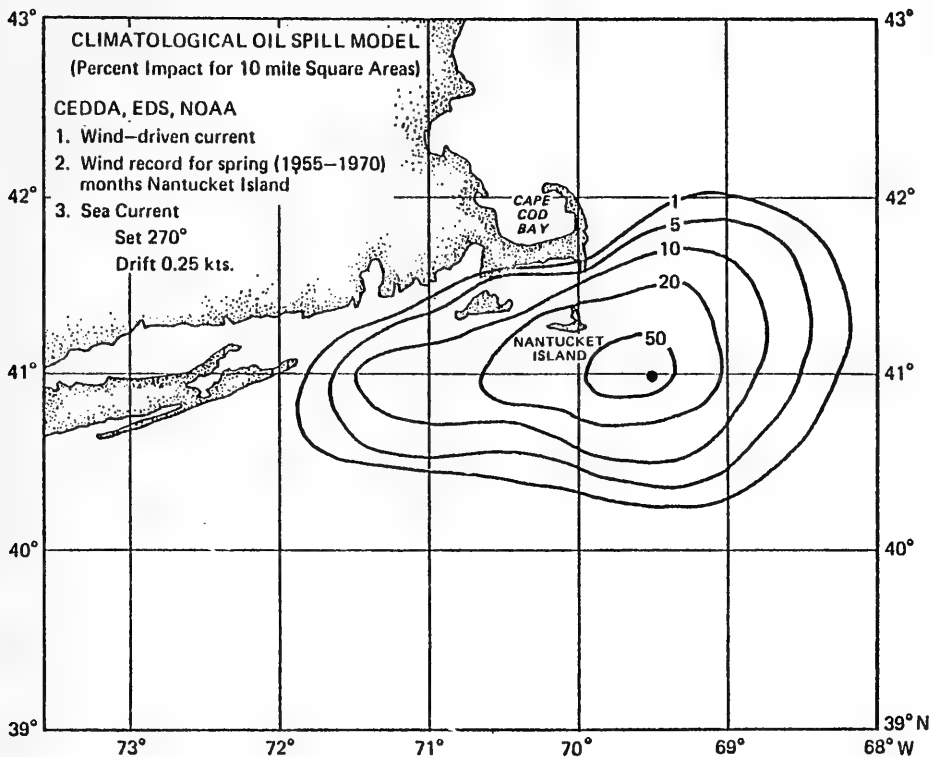 43°
43°
CLIMATOLOGICAL OIL SPILL MODEL
(Percent Impact for 10 mile Square Areas)
CEDDA, EDS, NOAA
1. Wind–driven current
2. Wind record for spring (1955–1970)
months Nantucket Island
3. Sea Current
Set 270°
Drift 0.25 kts.
42°
42°
CAPE
COD
BAY
1
5
10
20
50
NANTUCKET
ISLAND
41°
41°
40°
40°
39°
39° N
73°
72°
71°
70°
69°
68° W